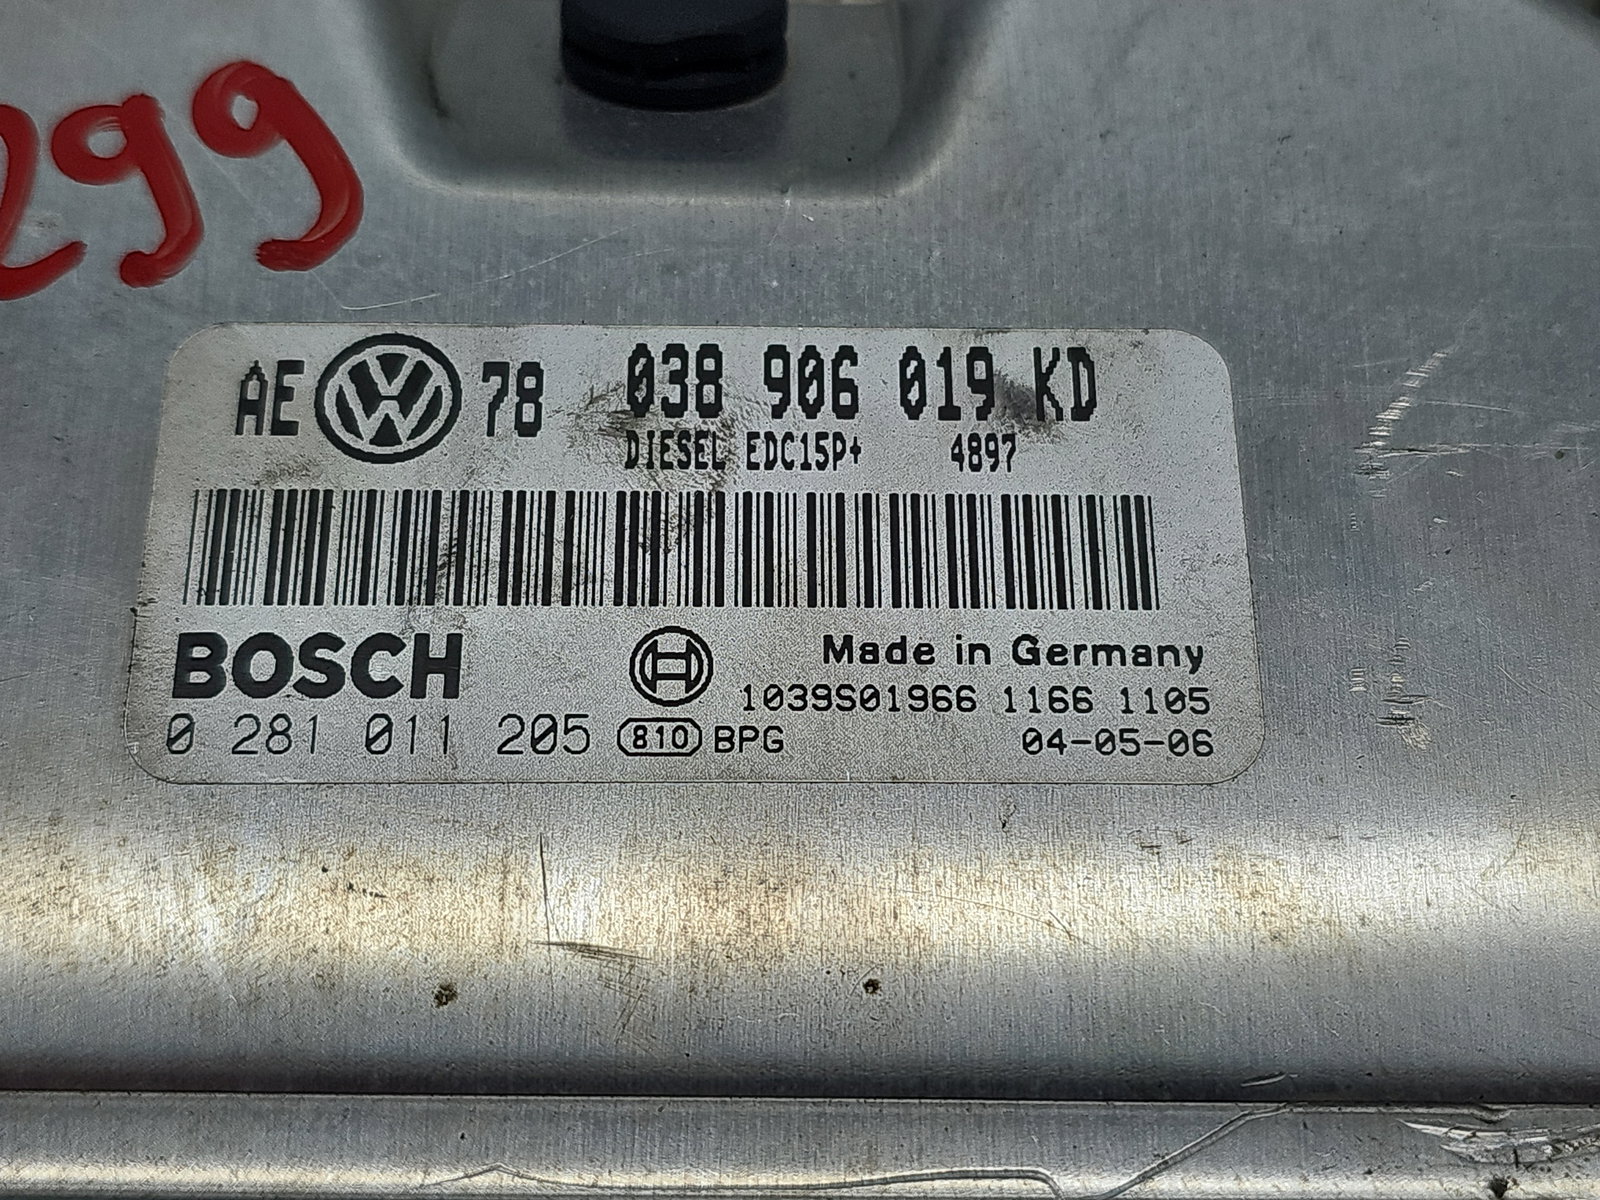 299
AE VW 78 038 906 019 KD
DIESEL EDC15P+ 4897
BOSCH
Made in Germany
1039S01966 1166 1105
0 281 011 205 810 BPG 04-05-06